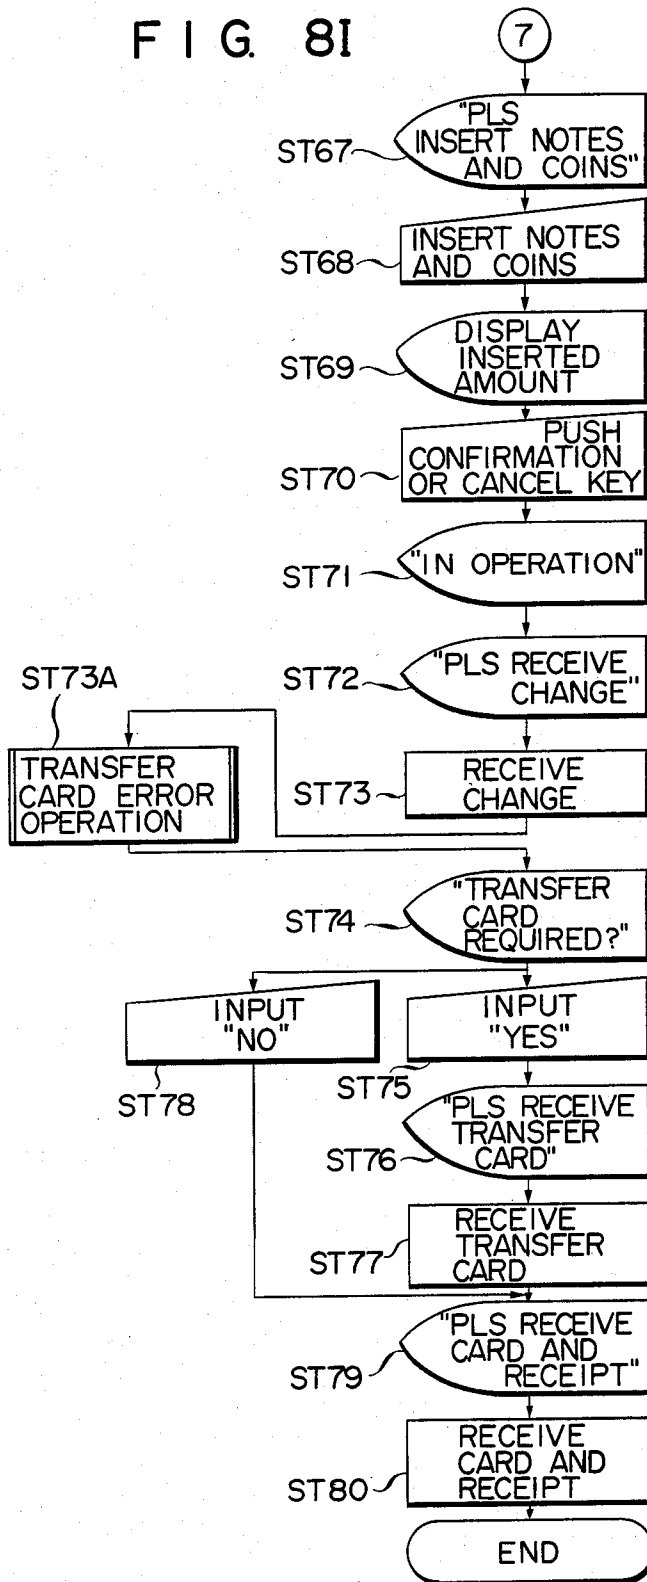 FIG. 8I
7
"PLS
INSERT NOTES
AND COINS"
ST67
INSERT NOTES
AND COINS
ST68
DISPLAY
INSERTED
AMOUNT
ST69
PUSH
CONFIRMATION
OR CANCEL KEY
ST70
"IN OPERATION"
ST71
"PLS RECEIVE
CHANGE"
ST72
ST73A
TRANSFER
CARD ERROR
OPERATION
RECEIVE
CHANGE
ST73
"TRANSFER
CARD
REQUIRED?"
ST74
INPUT
"NO"
ST78
INPUT
"YES"
ST75
"PLS RECEIVE
TRANSFER
CARD"
ST76
RECEIVE
TRANSFER
CARD
ST77
"PLS RECEIVE
CARD AND
RECEIPT"
ST79
RECEIVE
CARD AND
RECEIPT
ST80
END